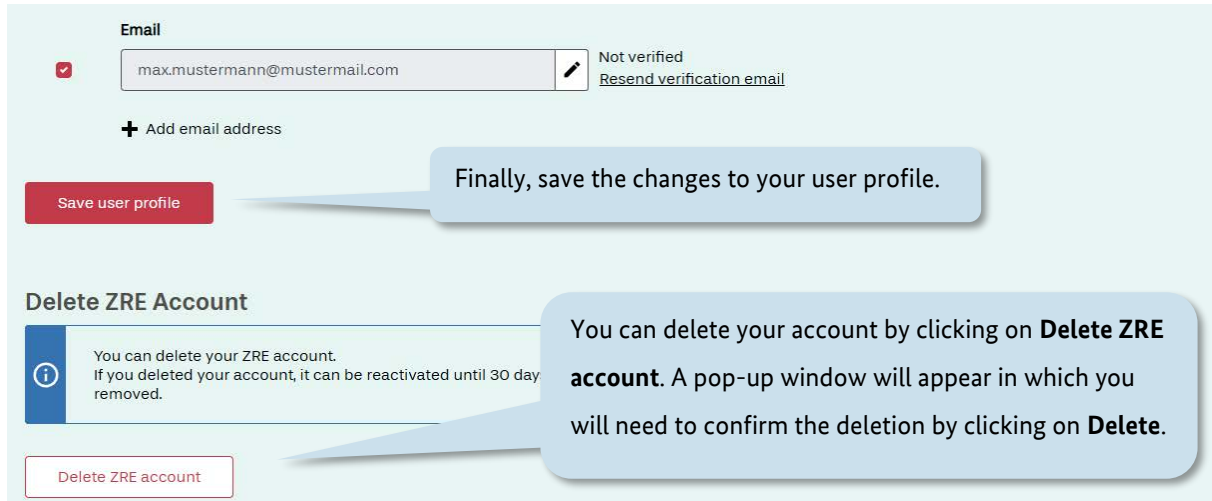 Email
max.mustermann@mustermail.com
Not verified
Resend verification email
Add email address
Finally, save the changes to your user profile.
Save user profile
Delete ZRE Account
You can delete your ZRE account.
If you deleted your account, it can be reactivated until 30 day
removed.
You can delete your account by clicking on Delete ZRE
account. A pop-up window will appear in which you
will need to confirm the deletion by clicking on Delete.
Delete ZRE account